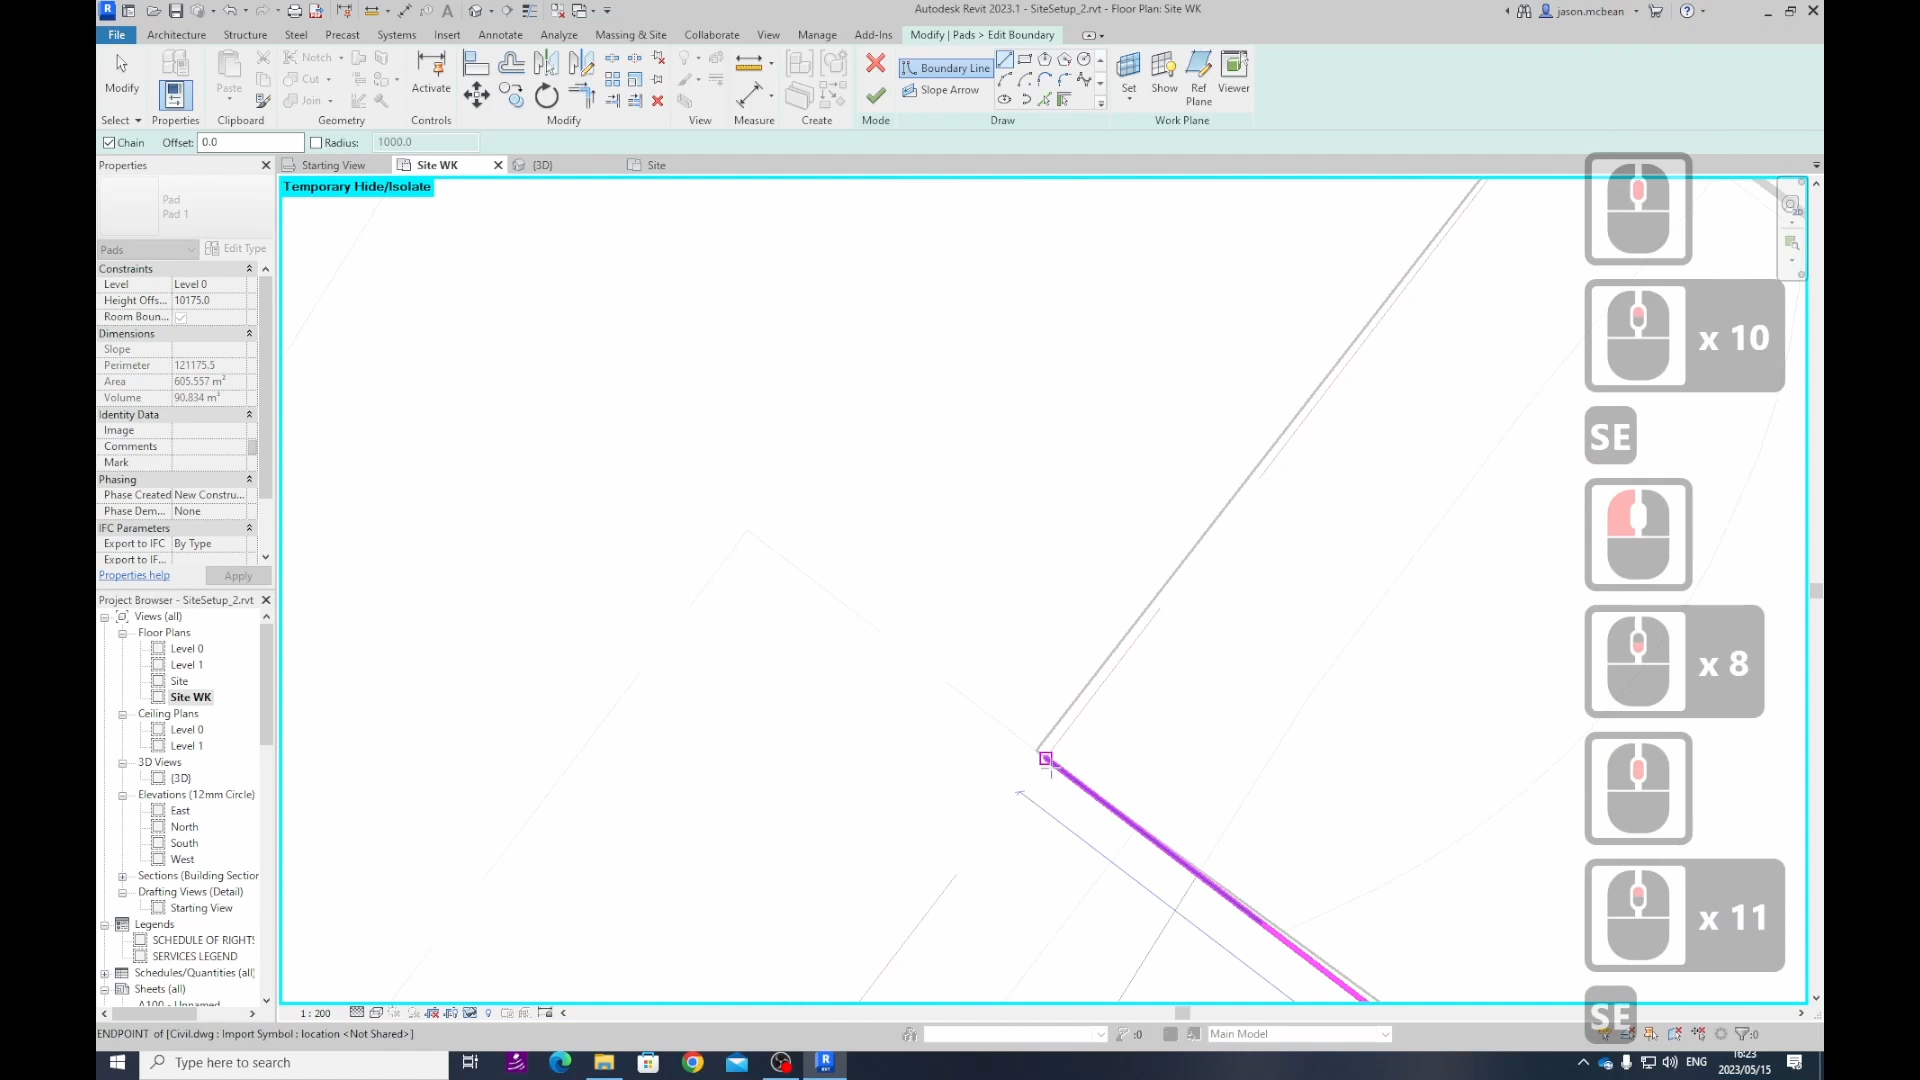 Autodesk Revit 2023.1 - SiteSetup_2.rvt - Floor Plan: Site WK
jason.mcbean
File Architecture Structure Steel Precast Systems Insert Annotate Analyze Massing & Site Collaborate View Manage Add-Ins Modify | Pads > Edit Boundary
Modify
Paste
Notch
Cut
Join
Activate
Boundary Line
Slope Arrow
Set Show Ref Plane Viewer
Select Properties Clipboard Geometry Controls Modify View Measure Create Mode Draw Work Plane
Chain Offset: 0.0 Radius: 1000.0
Properties
Starting View Site WK {3D} Site
Temporary Hide/Isolate
Pad
Pad 1
Pads Edit Type
Constraints
Level Level 0
Height Offs... 10175.0
Room Boun...
Dimensions
Slope
Perimeter 121175.5
Area 605.557 m²
Volume 90.834 m³
Identity Data
Image
Comments
Mark
Phasing
Phase Created New Constru...
Phase Dem... None
IFC Parameters
Export to IFC By Type
Export to IF...
Properties help Apply
Project Browser - SiteSetup_2.rvt
Views (all)
Floor Plans
Level 0
Level 1
Site
Site WK
Ceiling Plans
Level 0
Level 1
3D Views
{3D}
Elevations (12mm Circle)
East
North
South
West
Sections (Building Section
Drafting Views (Detail)
Starting View
Legends
SCHEDULE OF RIGHTS
SERVICES LEGEND
Schedules/Quantities (all)
Sheets (all)
A100 - Unnamed
2D
x 10
SE
x 8
x 11
SE
1 : 200
ENDPOINT of [Civil.dwg : Import Symbol : location <Not Shared>]
:0
Main Model
:0
Type here to search
ENG
16:23
2023/05/15